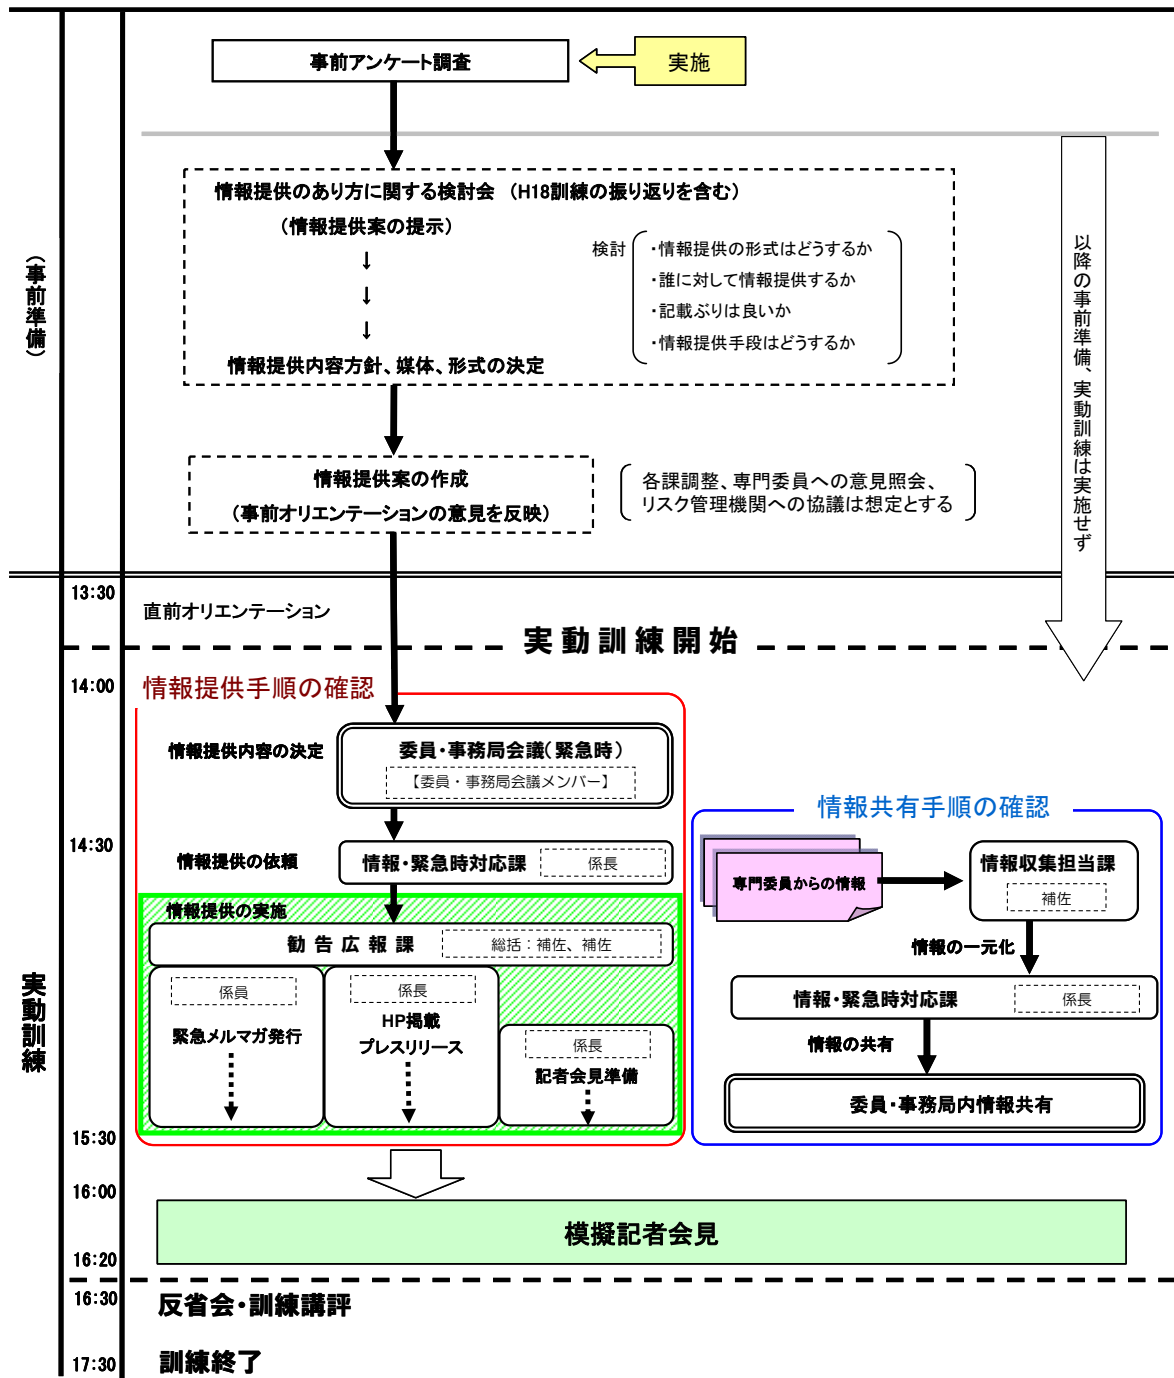 事前アンケート調査
実施
(事前準備)
情報提供のあり方に関する検討会 (H18訓練の振り返りを含む)
(情報提供案の提示)
↓
↓
↓
情報提供内容方針、媒体、形式の決定
検討
・情報提供の形式はどうするか
・誰に対して情報提供するか
・記載ぶりは良いか
・情報提供手段はどうするか
以降の事前準備、実動訓練は実施せず
情報提供案の作成
(事前オリエンテーションの意見を反映)
各課調整、専門委員への意見照会、
リスク管理機関への協議は想定とする
13:30
直前オリエンテーション
実動訓練開始
実動訓練
14:00
情報提供手順の確認
情報提供内容の決定
委員・事務局会議(緊急時)
【委員・事務局会議メンバー】
14:30
情報提供の依頼
情報・緊急時対応課
係長
情報提供の実施
勧告広報課
総括:補佐、補佐
係員
緊急メルマガ発行
係長
HP掲載
プレスリリース
係長
記者会見準備
情報共有手順の確認
専門委員からの情報
情報収集担当課
補佐
情報の一元化
情報・緊急時対応課
係長
情報の共有
委員・事務局内情報共有
15:30
16:00
模擬記者会見
16:20
16:30
反省会・訓練講評
17:30
訓練終了